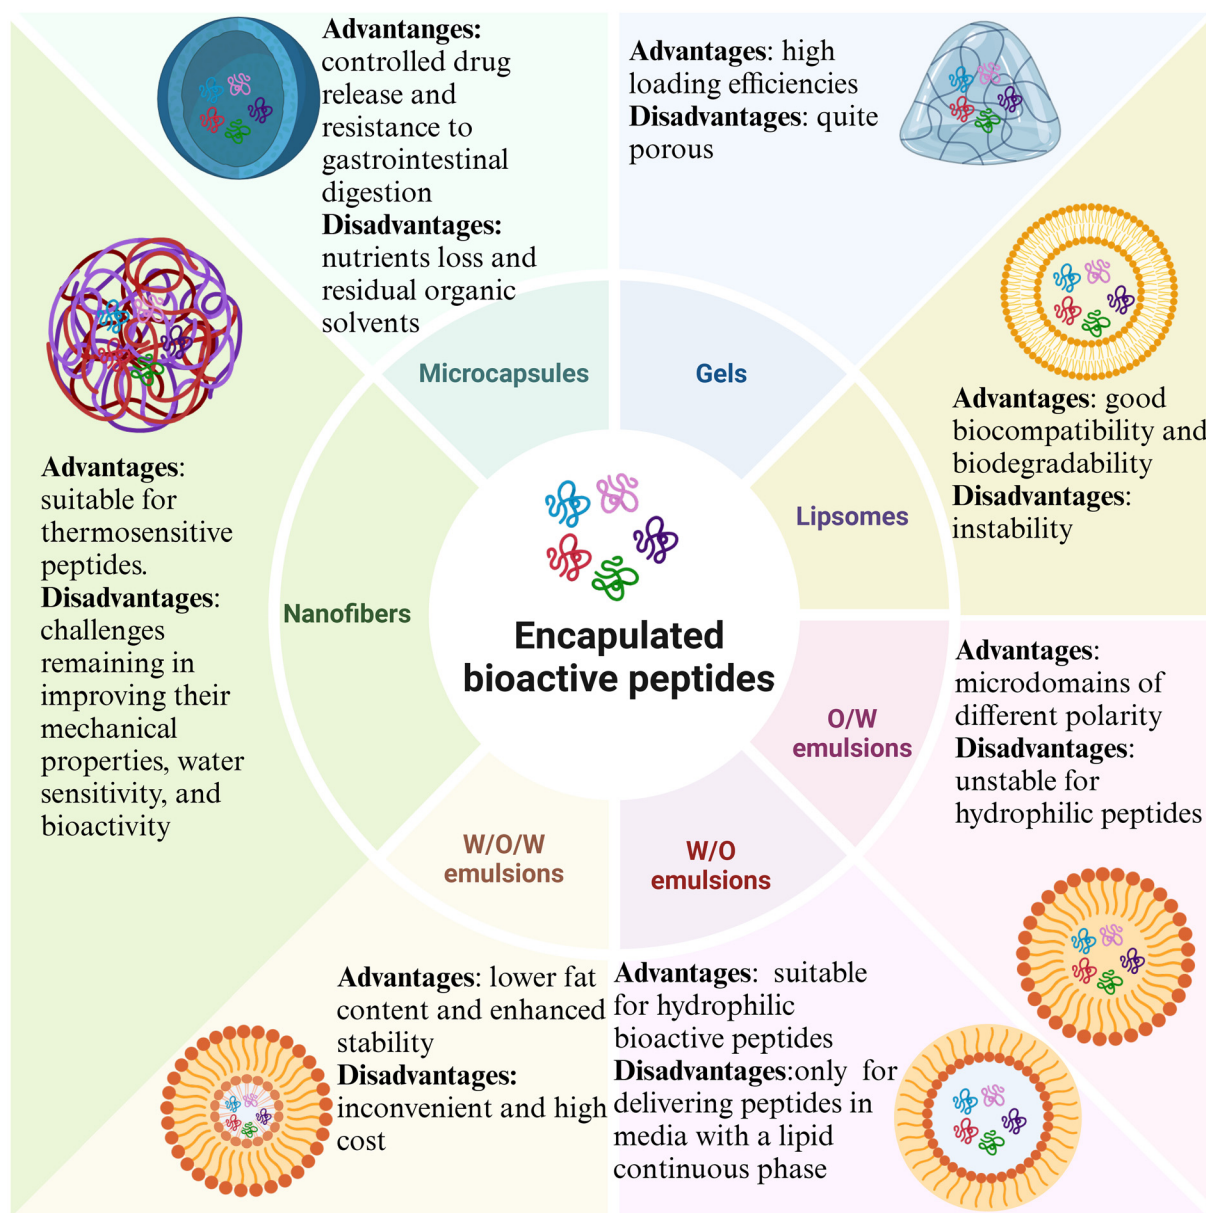 Advantanges:
controlled drug
release and
resistance to
gastrointestinal
digestion
Disadvantages:
nutrients loss and
residual organic
solvents
Advantages: high
loading efficiencies
Disadvantages: quite
porous
Advantages: good
biocompatibility and
biodegradability
Disadvantages:
instability
Advantages:
suitable for
thermosensitive
peptides.
Disadvantages:
challenges
remaining in
improving their
mechanical
properties, water
sensitivity, and
bioactivity
Microcapsules
Gels
Lipsomes
Nanofibers
Encapulated
bioactive peptides
O/W
emulsions
W/O/W
emulsions
W/O
emulsions
Advantages:
microdomains of
different polarity
Disadvantages:
unstable for
hydrophilic peptides
Advantages: lower fat
content and enhanced
stability
Disadvantages:
inconvenient and high
cost
Advantages: suitable
for hydrophilic
bioactive peptides
Disadvantages:only for
delivering peptides in
media with a lipid
continuous phase